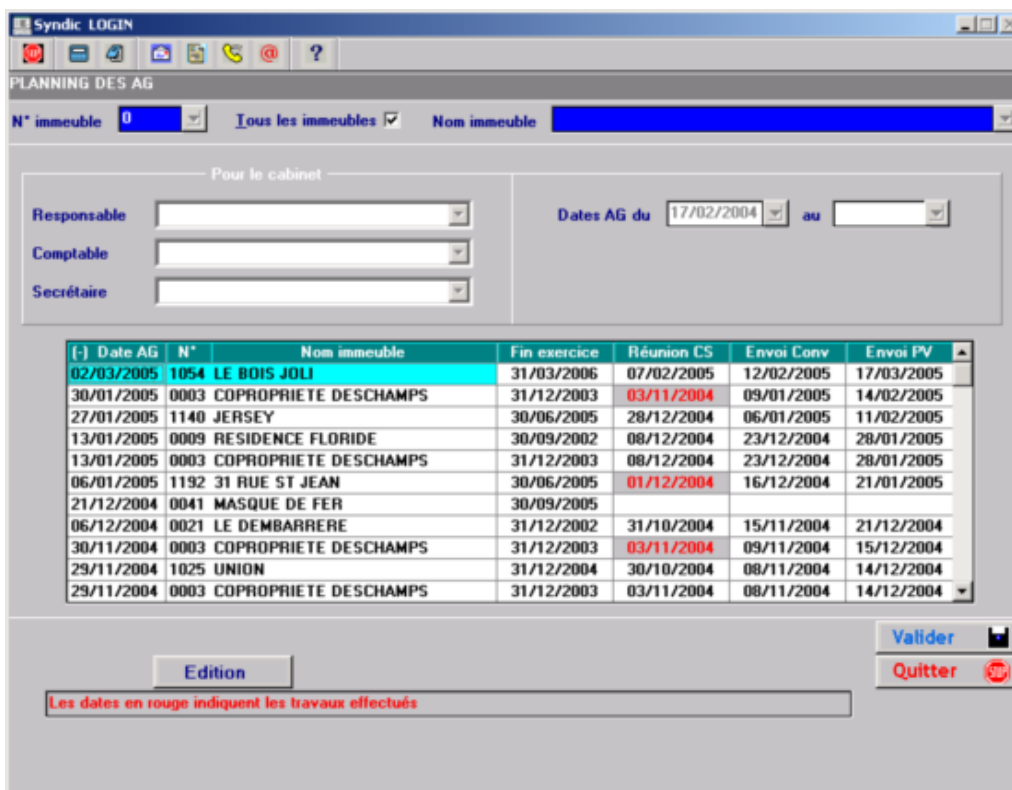 Syndic LOGIN
PLANNING DES AG
N° immeuble 0 Tous les immeubles Nom immeuble
Pour le cabinet
Responsable Dates AG du 17/02/2004 au
Comptable
Secrétaire
(-) Date AG N° Nom immeuble Fin exercice Réunion CS Envoi Conv Envoi PV
02/03/2005 1054 LE BOIS JOLI 31/03/2006 07/02/2005 12/02/2005 17/03/2005
30/01/2005 0003 COPROPRIETE DESCHAMPS 31/12/2003 03/11/2004 09/01/2005 14/02/2005
27/01/2005 1140 JERSEY 30/06/2005 28/12/2004 06/01/2005 11/02/2005
13/01/2005 0009 RESIDENCE FLORIDE 30/09/2002 08/12/2004 23/12/2004 28/01/2005
13/01/2005 0003 COPROPRIETE DESCHAMPS 31/12/2003 08/12/2004 23/12/2004 28/01/2005
06/01/2005 1192 31 RUE ST JEAN 30/06/2005 01/12/2004 16/12/2004 21/01/2005
21/12/2004 0041 MASQUE DE FER 30/09/2005
06/12/2004 0021 LE DEMBARRERE 31/12/2002 31/10/2004 15/11/2004 21/12/2004
30/11/2004 0003 COPROPRIETE DESCHAMPS 31/12/2003 03/11/2004 09/11/2004 15/12/2004
29/11/2004 1025 UNION 31/12/2004 30/10/2004 08/11/2004 14/12/2004
29/11/2004 0003 COPROPRIETE DESCHAMPS 31/12/2003 03/11/2004 08/11/2004 14/12/2004
Valider
Edition Quitter STOP
Les dates en rouge indiquent les travaux effectués